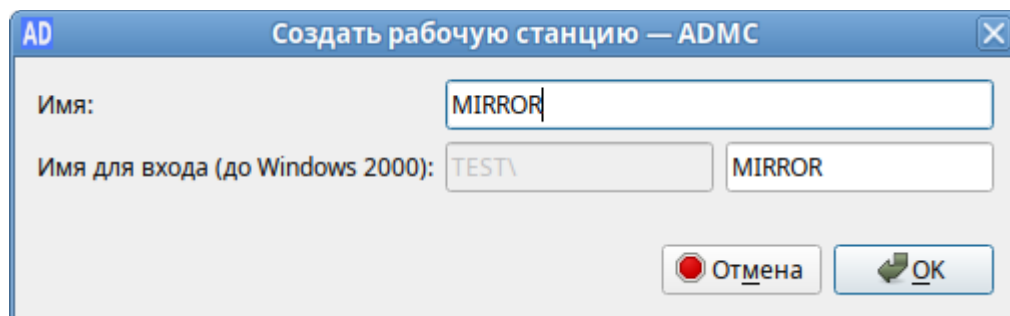 AD Создать рабочую станцию — ADMC
Имя: MIRROR
Имя для входа (до Windows 2000): TEST\ MIRROR
Отмена OK